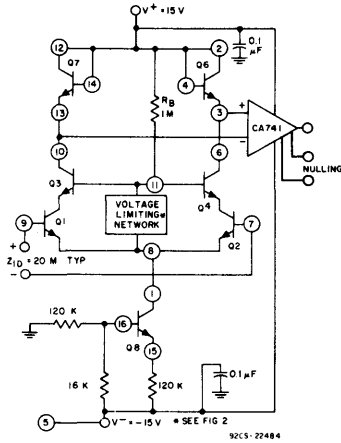 V+ = 15 V
12
2
0.1
μF
Q7
Q6
14
4
13
RB
1 M
3
+
CA741
10
6
-
NULLING
Q3
11
Q4
VOLTAGE
LIMITING*
NETWORK
9
Q1
Q2
7
+
Z ID = 20 M TYP
-
8
1
120 K
16
Q8
15
16 K
120 K
0.1 μF
5
V- = -15 V
* SEE FIG 2
92CS-22484